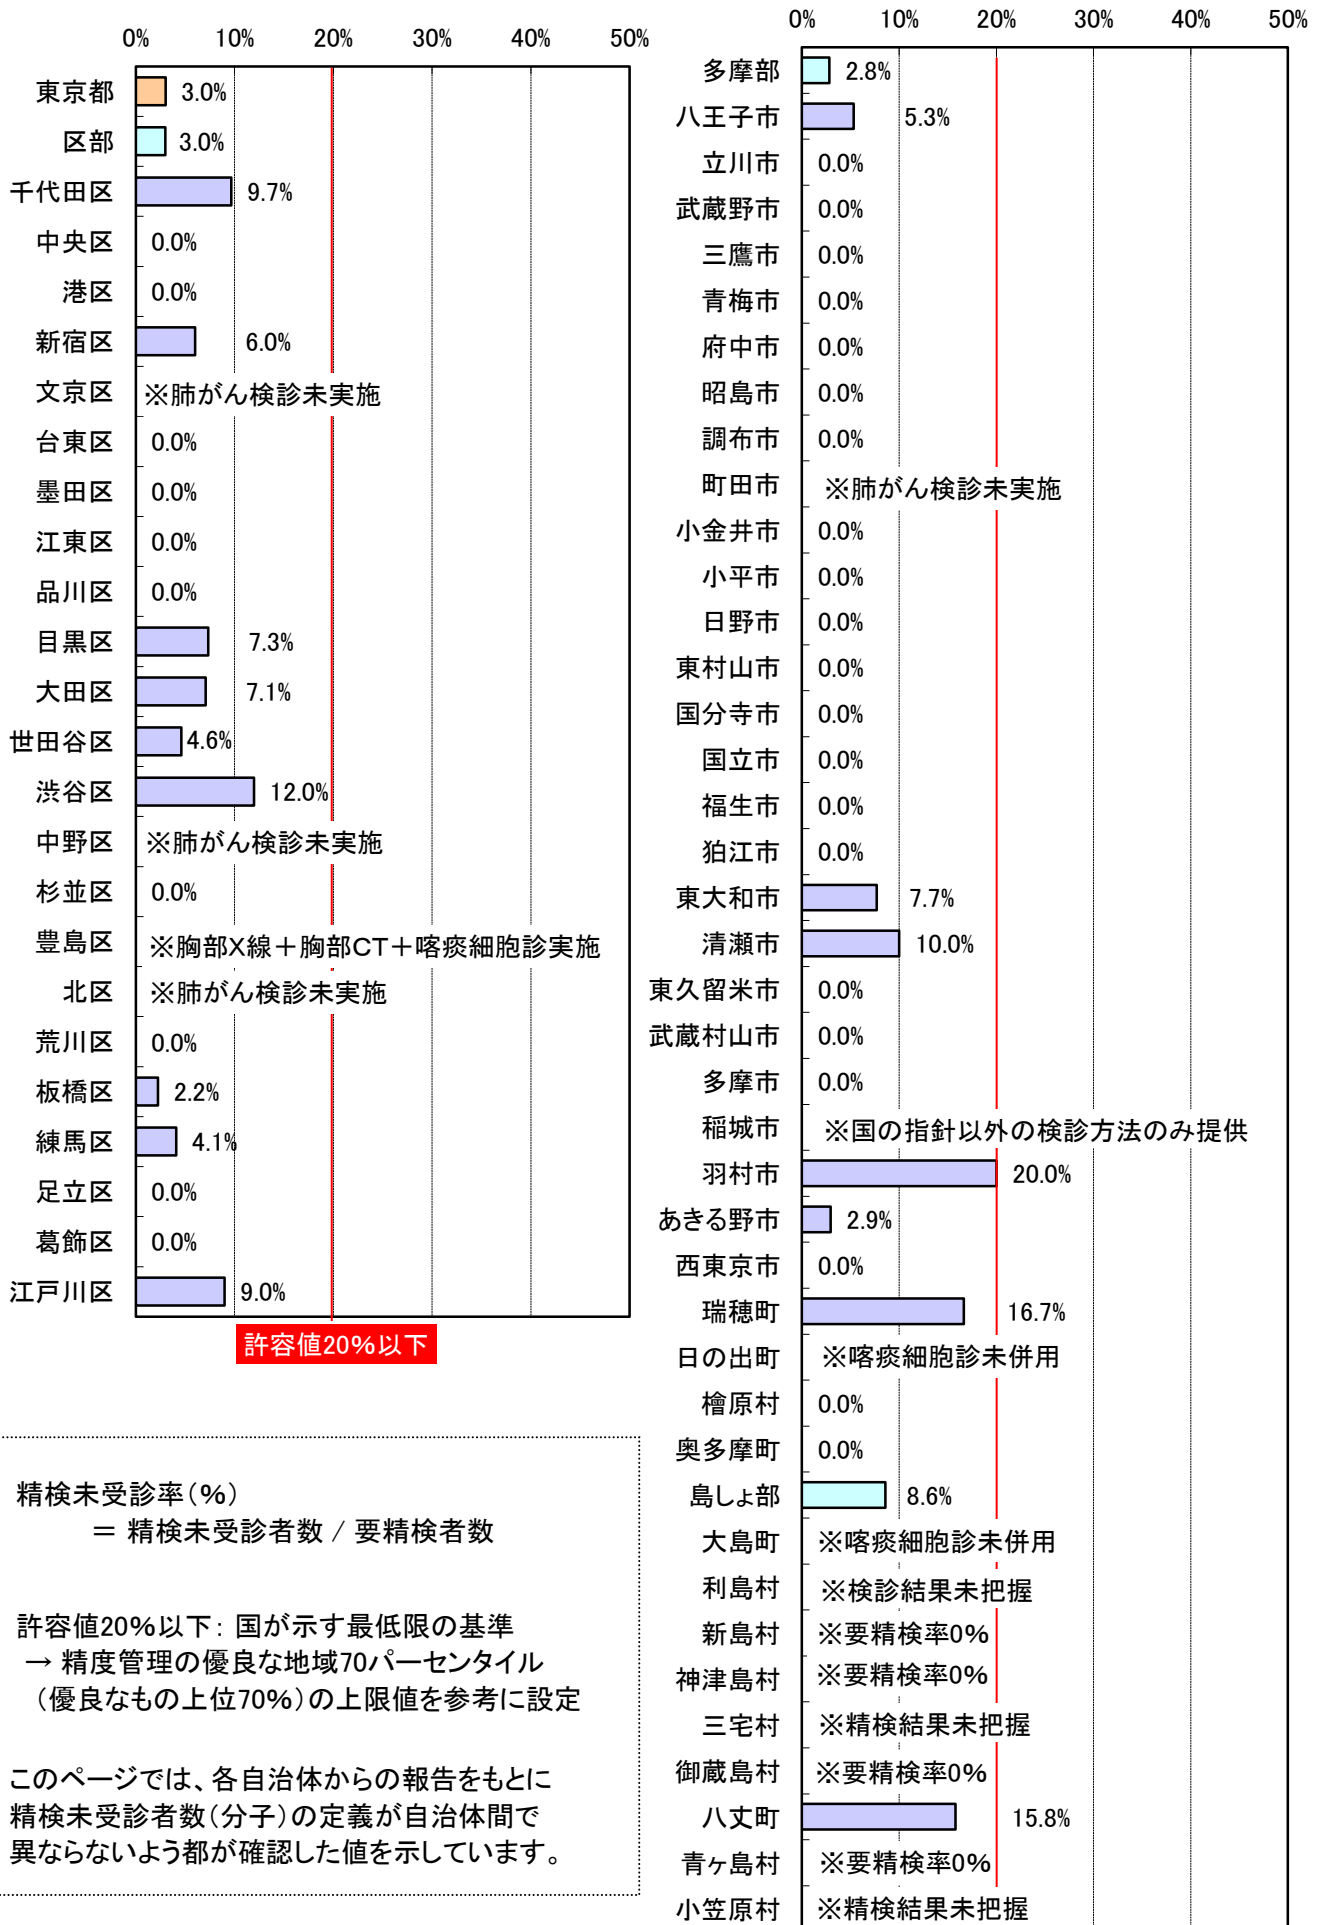 0% 10% 20% 30% 40% 50%
東京都 3.0%
区部 3.0%
千代田区 9.7%
中央区 0.0%
港区 0.0%
新宿区 6.0%
文京区 ※肺がん検診未実施
台東区 0.0%
墨田区 0.0%
江東区 0.0%
品川区 0.0%
目黒区 7.3%
大田区 7.1%
世田谷区 4.6%
渋谷区 12.0%
中野区 ※肺がん検診未実施
杉並区 0.0%
豊島区 ※胸部X線＋胸部CT＋喀痰細胞診実施
北区 ※肺がん検診未実施
荒川区 0.0%
板橋区 2.2%
練馬区 4.1%
足立区 0.0%
葛飾区 0.0%
江戸川区 9.0%
許容値20%以下
精検未受診率（%）
＝ 精検未受診者数 / 要精検者数
許容値20%以下： 国が示す最低限の基準
→ 精度管理の優良な地域70パーセンタイル
（優良なもの上位70%）の上限値を参考に設定
このページでは、各自治体からの報告をもとに
精検未受診者数（分子）の定義が自治体間で
異ならないよう都が確認した値を示しています。
0% 10% 20% 30% 40% 50%
多摩部 2.8%
八王子市 5.3%
立川市 0.0%
武蔵野市 0.0%
三鷹市 0.0%
青梅市 0.0%
府中市 0.0%
昭島市 0.0%
調布市 0.0%
町田市 ※肺がん検診未実施
小金井市 0.0%
小平市 0.0%
日野市 0.0%
東村山市 0.0%
国分寺市 0.0%
国立市 0.0%
福生市 0.0%
狛江市 0.0%
東大和市 7.7%
清瀬市 10.0%
東久留米市 0.0%
武蔵村山市 0.0%
多摩市 0.0%
稲城市 ※国の指針以外の検診方法のみ提供
羽村市 20.0%
あきる野市 2.9%
西東京市 0.0%
瑞穂町 16.7%
日の出町 ※喀痰細胞診未併用
檜原村 0.0%
奥多摩町 0.0%
島しょ部 8.6%
大島町 ※喀痰細胞診未併用
利島村 ※検診結果未把握
新島村 ※要精検率0%
神津島村 ※要精検率0%
三宅村 ※精検結果未把握
御蔵島村 ※要精検率0%
八丈町 15.8%
青ヶ島村 ※要精検率0%
小笠原村 ※精検結果未把握